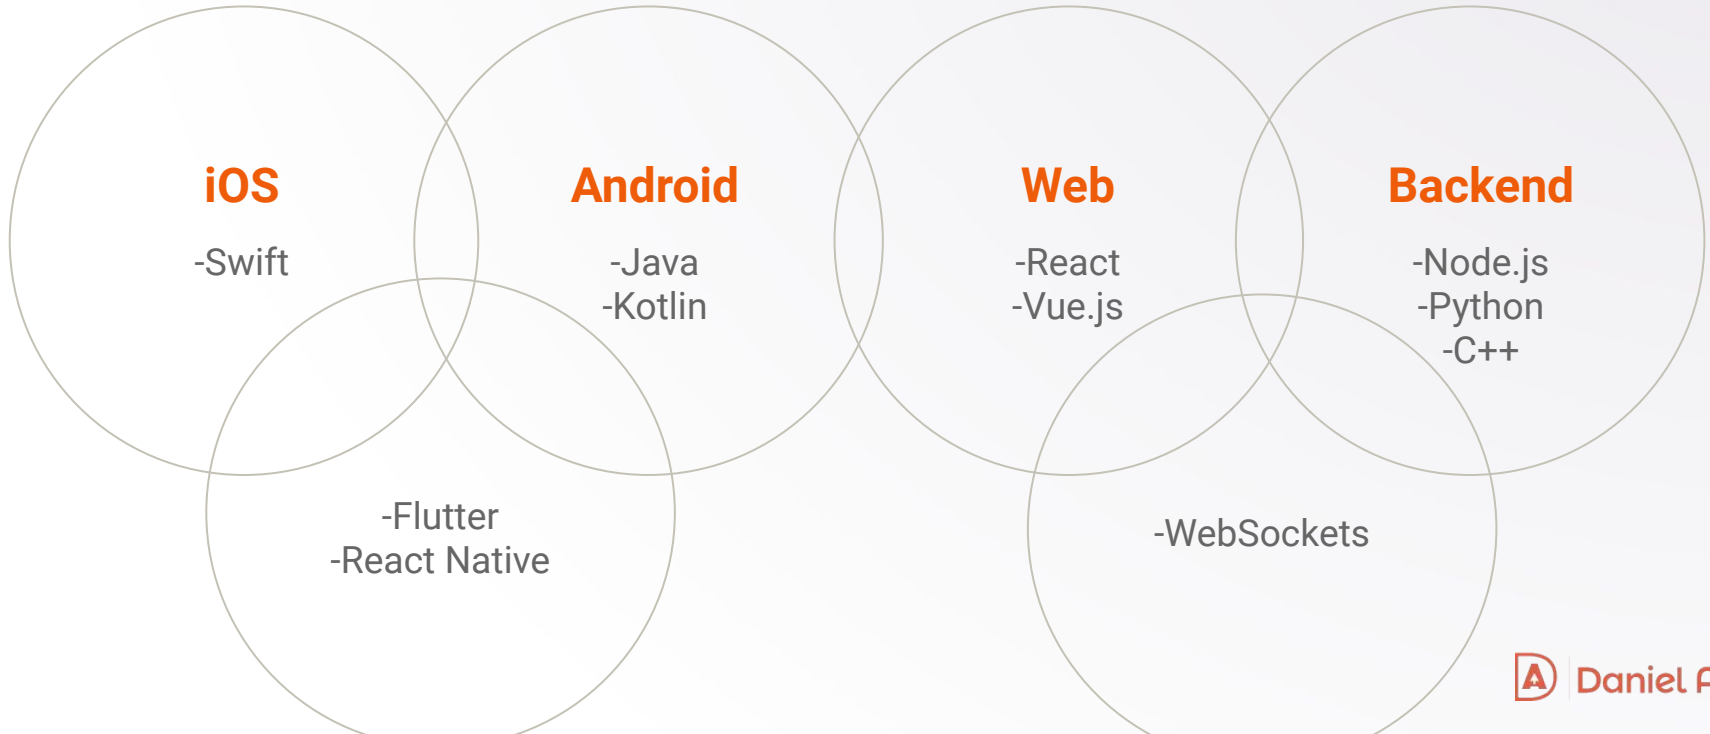 iOS
-Swift
Android
-Java
-Kotlin
Web
-React
-Vue.js
Backend
-Node.js
-Python
-C++
-Flutter
-React Native
-WebSockets
Daniel